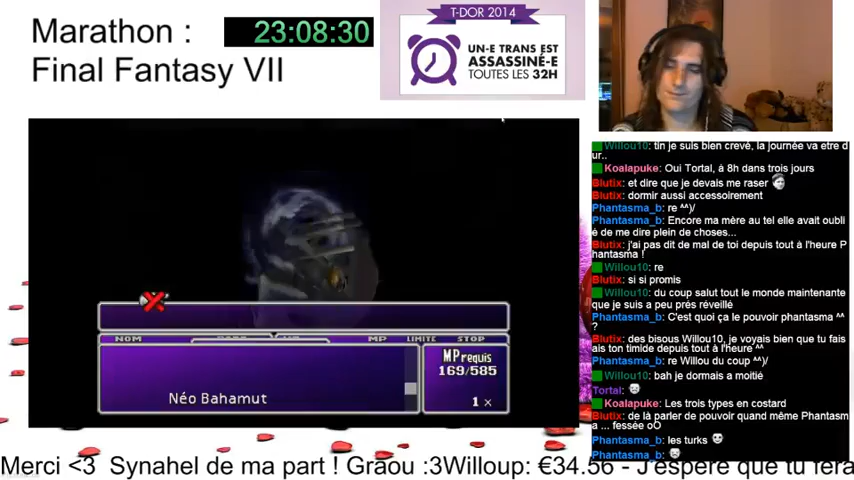 Marathon :
Final Fantasy VII
23:08:30
T-DOR 2014
UN·E TRANS EST
ASSASSINÉ·E
TOUTES LES 32H
Willou10: tin je suis bien crevé, la journée va etre d
ur..
Koalapuke: Oui Tortal, à 8h dans trois jours
Blutix: et dire que je devais me raser
Blutix: dormir aussi accessoirement
Phantasma_b: re ^^)/
Phantasma_b: Encore ma mère au tel elle avait oubli
é de me dire plein de choses...
Blutix: j'ai pas dit de mal de toi depuis tout à l'heure P
hantasma !
Willou10: re
Blutix: si si promis
Willou10: du coup salut tout le monde maintenante
que je suis a peu prés réveillé
Phantasma_b: C'est quoi ça le pouvoir phantasma ^^
?
Blutix: des bisous Willou10, je voyais bien que tu fais
ais ton timide depuis tout à l'heure ^^
Phantasma_b: re Willou du coup ^^)/
Willou10: bah je dormais a moitié
Tortal:
Koalapuke: Les trois types en costard
Blutix: de là parler de pouvoir quand même Phantasm
a ... fessée oO
Phantasma_b: les turks
Phantasma_b:
NOM MP LIMITE STOP
MP requis
169/585
Néo Bahamut
1 ×
Merci <3 Synahel de ma part ! Graou :3Willoup: €34.56 - J'espère que tu fera